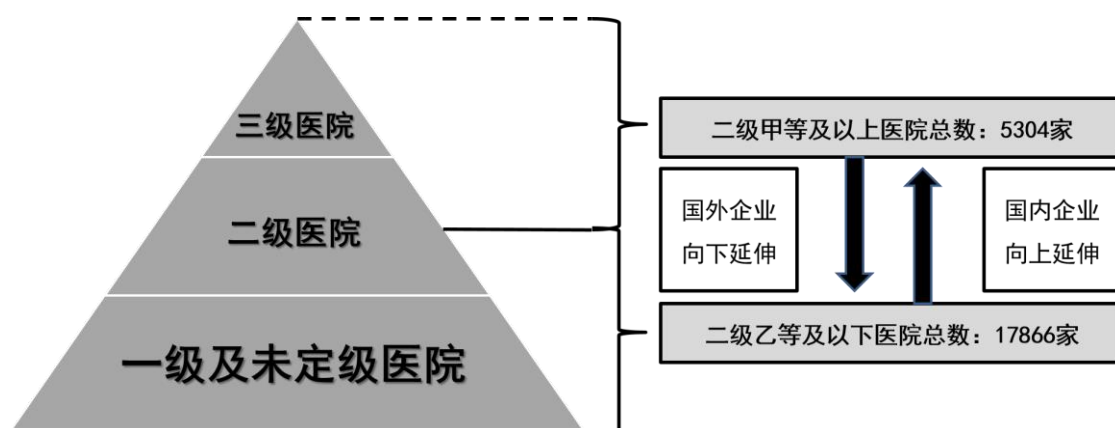 三级医院
二级医院
一级及未定级医院
二级甲等及以上医院总数：5304家
国外企业
向下延伸
国内企业
向上延伸
二级乙等及以下医院总数：17866家